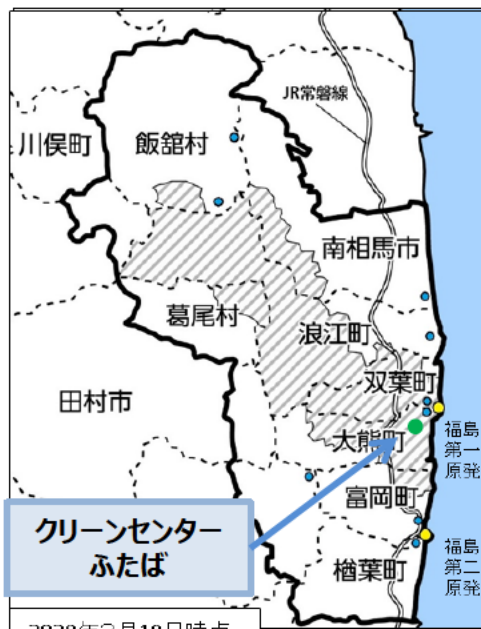 JR常磐線
川俣町
飯舘村
南相馬市
葛尾村
浪江町
田村市
双葉町
大熊町
福島
第一
原発
富岡町
クリーンセンター
ふたば
楢葉町
福島
第二
原発